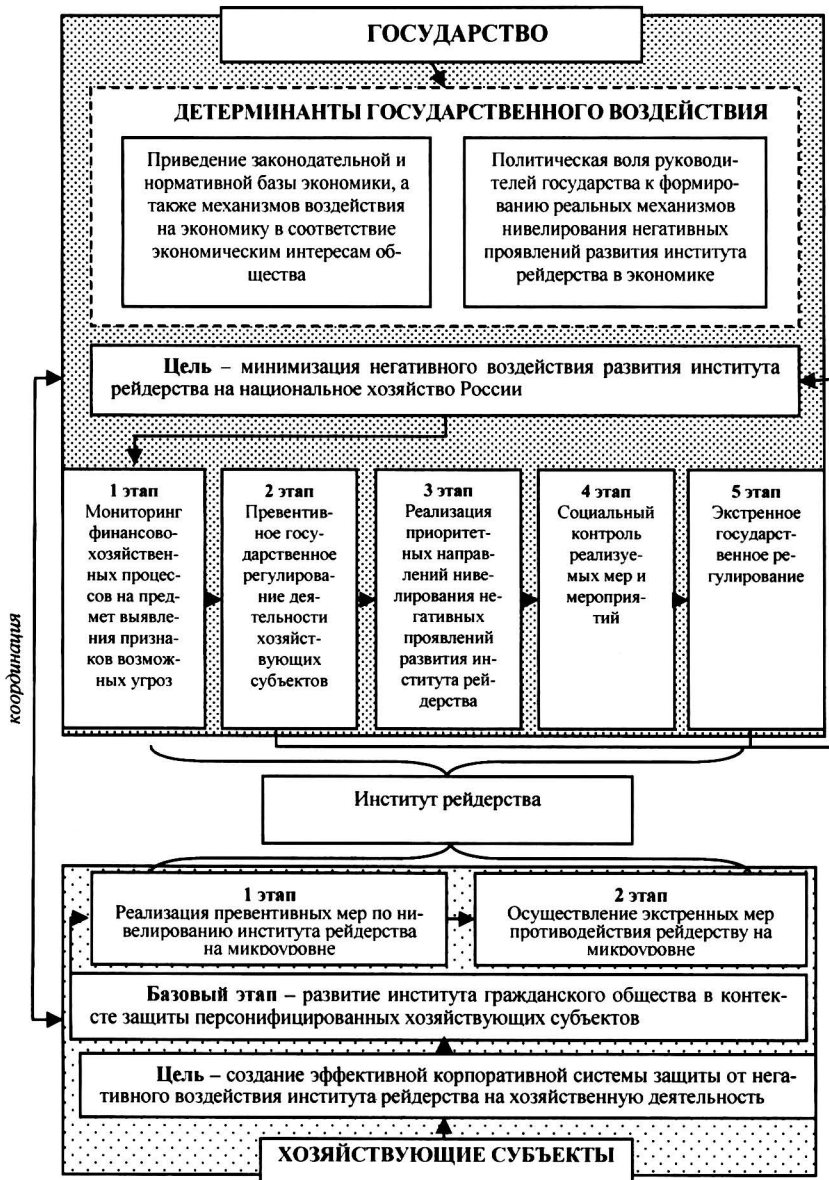 ГОСУДАРСТВО
ДЕТЕРМИНАНТЫ ГОСУДАРСТВЕННОГО ВОЗДЕЙСТВИЯ
Приведение законодательной и
нормативной базы экономики, а
также механизмов воздействия
на экономику в соответствие
экономическим интересам об-
щества
Политическая воля руководи-
телей государства к формиро-
ванию реальных механизмов
нивелирования негативных
проявлений развития института
рейдерства в экономике
Цель – минимизация негативного воздействия развития института
рейдерства на национальное хозяйство России
1 этап
Мониторинг
финансово-
хозяйствен-
ных процес-
сов на пред-
мет выявле-
ния призна-
ков возмож-
ных угроз
2 этап
Превентив-
ное госу-
дарственное
регулирова-
ние дея-
тельности
хозяйст-
вующих
субъектов
3 этап
Реализация
приоритет-
ных направ-
лений ниве-
лирования не-
гативных
проявлений
развития ин-
ститута рей-
дерства
4 этап
Социальный
контроль
реализуе-
мых мер и
мероприя-
тий
5 этап
Экстренное
государст-
венное ре-
гулирование
координация
Институт рейдерства
1 этап
Реализация превентивных мер по ни-
велированию института рейдерства
на микроуровне
2 этап
Осуществление экстренных мер
противодействия рейдерству на
микроуровне
Базовый этап – развитие института гражданского общества в контек-
сте защиты персонифицированных хозяйствующих субъектов
Цель – создание эффективной корпоративной системы защиты от нега-
тивного воздействия института рейдерства на хозяйственную деятельность
ХОЗЯЙСТВУЮЩИЕ СУБЪЕКТЫ